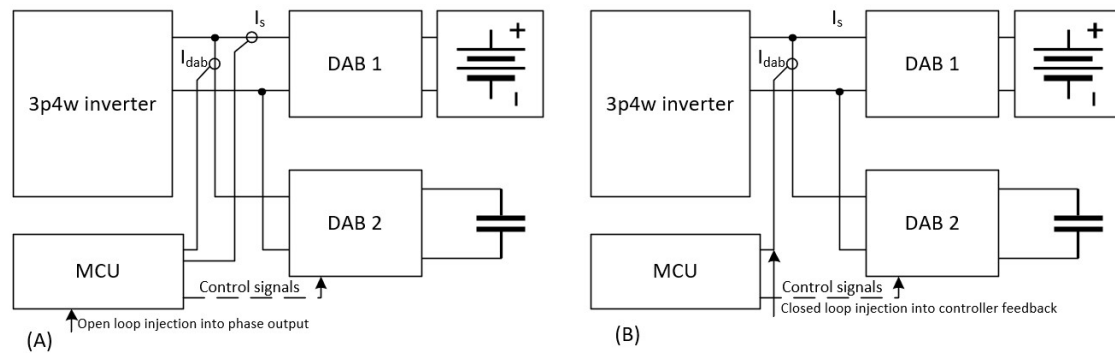 I_s
+
I_dab
DAB 1
3p4w inverter
DAB 2
MCU
Control signals
Open loop injection into phase output
(A)
I_s
+
I_dab
DAB 1
3p4w inverter
DAB 2
MCU
Control signals
Closed loop injection into controller feedback
(B)